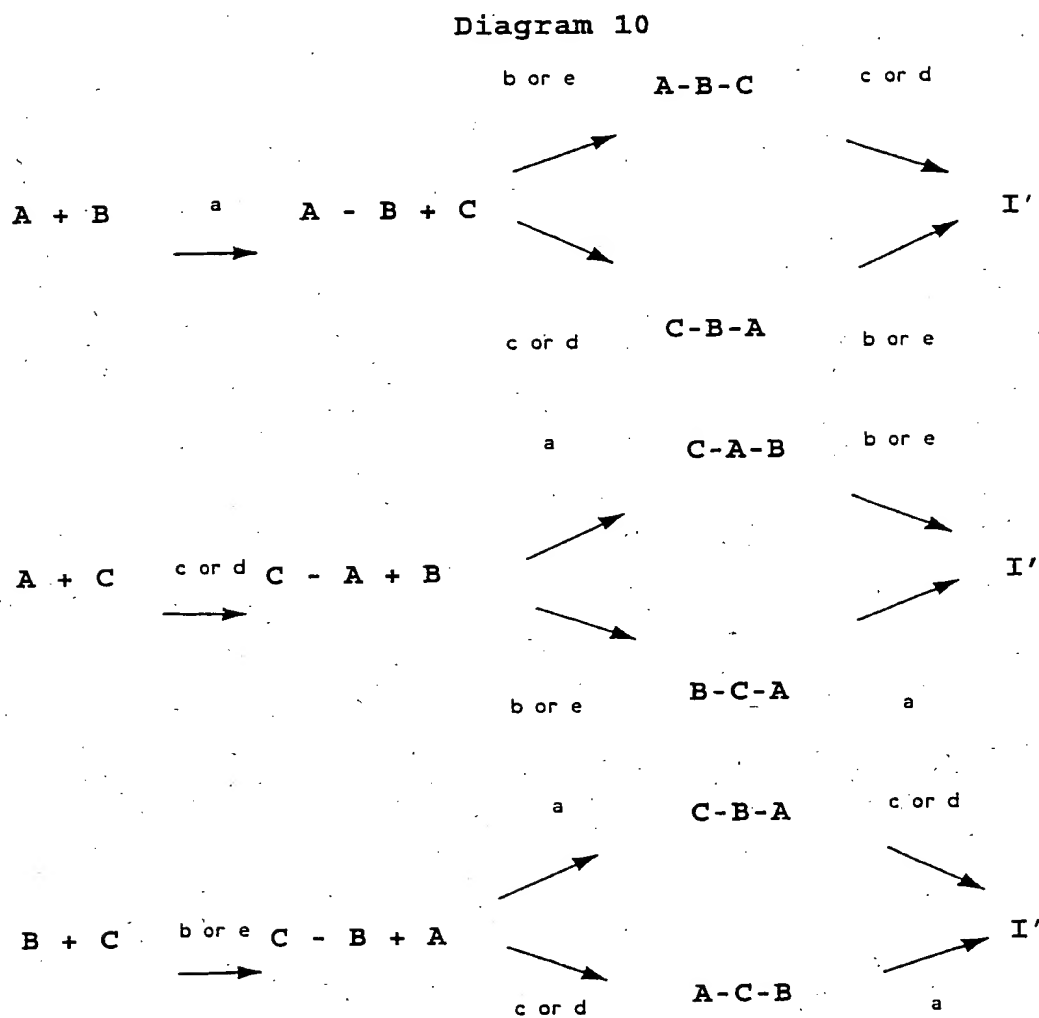 Diagram 10
b or e A-B-C c or d
A + B a A - B + C I'
c or d C-B-A b or e
a C-A-B b or e
A + C c or d C - A + B I'
b or e B-C-A a
a C-B-A c or d
B + C b or e C - B + A I'
c or d A-C-B a